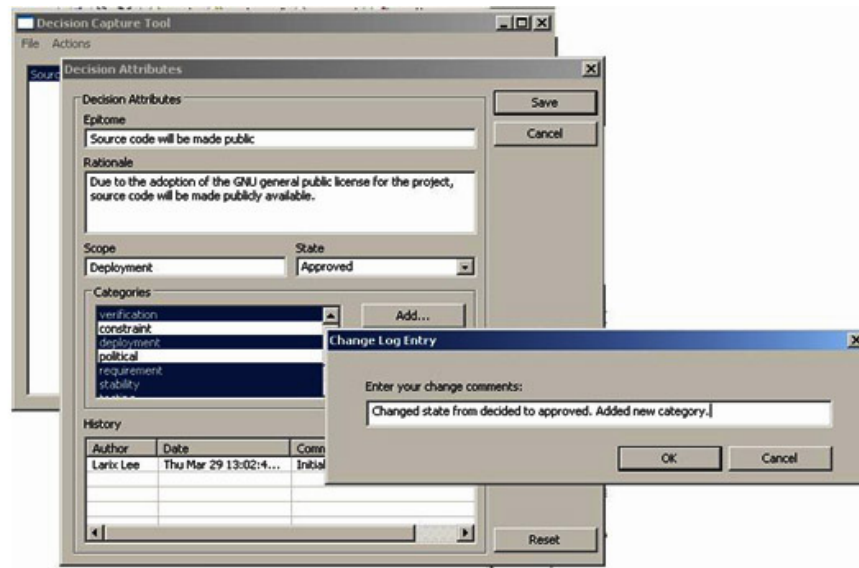 Decision Capture Tool
File Actions
Decision Attributes
Decision Attributes
Save
Epitome
Source code will be made public
Cancel
Rationale
Due to the adoption of the GNU general public license for the project,
source code will be made publicly available.
Scope State
Deployment Approved
Categories
verification
Add...
constraint
deployment
political
requirement
stability
Change Log Entry
Enter your change comments:
Changed state from decided to approved. Added new category.
OK Cancel
History
Author Date Comm
Larix Lee Thu Mar 29 13:02:4... Initial
Reset